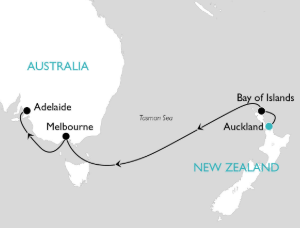 AUSTRALIA
Bay of Islands
Adelaide
Tasman Sea
Melbourne
Auckland
NEW ZEALAND